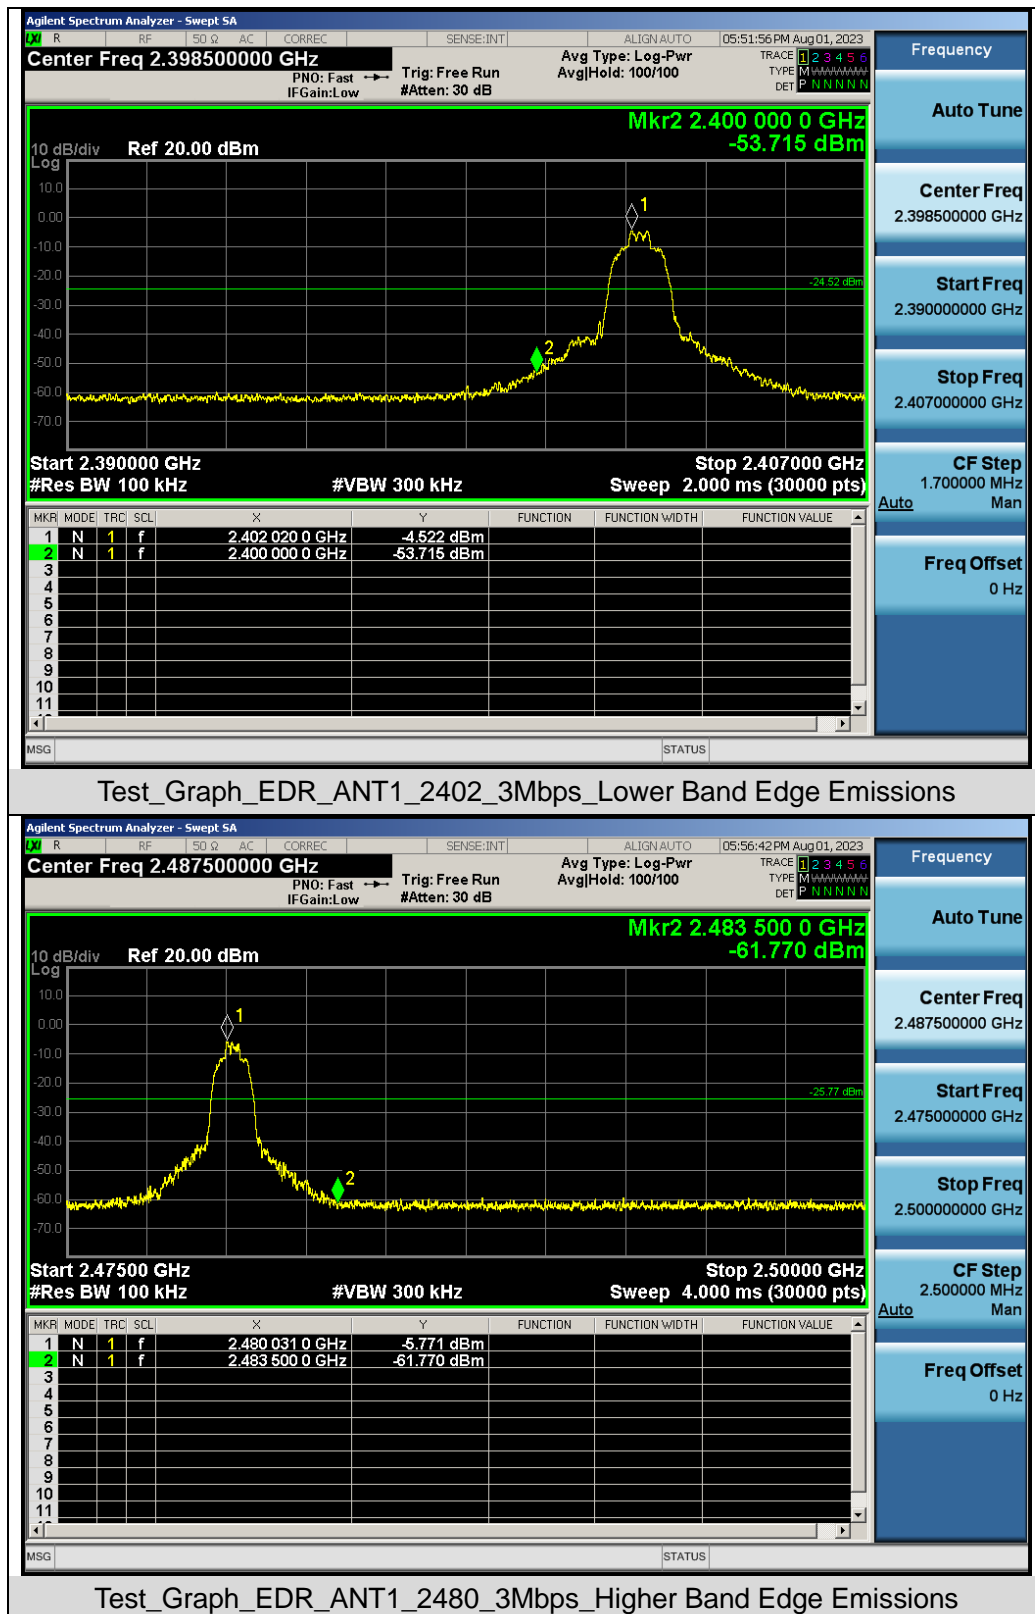 Agilent Spectrum Analyzer - Swept SA
LXI R RF 50 Ω AC CORREC SENSE:INT ALIGN AUTO 05:51:56 PM Aug 01, 2023
Center Freq 2.398500000 GHz
PNO: Fast
IFGain:Low
Trig: Free Run
#Atten: 30 dB
Avg Type: Log-Pwr
Avg|Hold: 100/100
TRACE 1 2 3 4 5 6
TYPE M WWWWW
DET P N N N N N
Mkr2 2.400 000 0 GHz
-53.715 dBm
10 dB/div
Log
Ref 20.00 dBm
10.0
0.00
-10.0
-20.0
-30.0
-40.0
-50.0
-60.0
-70.0
1
2
-24.52 dBm
Start 2.390000 GHz Stop 2.407000 GHz
#Res BW 100 kHz #VBW 300 kHz Sweep 2.000 ms (30000 pts)
MKR MODE TRC SCL X Y FUNCTION FUNCTION WIDTH FUNCTION VALUE
1 N 1 f 2.402 020 0 GHz -4.522 dBm
2 N 1 f 2.400 000 0 GHz -53.715 dBm
3
4
5
6
7
8
9
10
11
MSG STATUS
Frequency
Auto Tune
Center Freq
2.398500000 GHz
Start Freq
2.390000000 GHz
Stop Freq
2.407000000 GHz
CF Step
1.700000 MHz
Auto Man
Freq Offset
0 Hz
Test_Graph_EDR_ANT1_2402_3Mbps_Lower Band Edge Emissions
Agilent Spectrum Analyzer - Swept SA
LXI R RF 50 Ω AC CORREC SENSE:INT ALIGN AUTO 05:56:42 PM Aug 01, 2023
Center Freq 2.487500000 GHz
PNO: Fast
IFGain:Low
Trig: Free Run
#Atten: 30 dB
Avg Type: Log-Pwr
Avg|Hold: 100/100
TRACE 1 2 3 4 5 6
TYPE M WWWWW
DET P N N N N N
Mkr2 2.483 500 0 GHz
-61.770 dBm
10 dB/div
Log
Ref 20.00 dBm
10.0
0.00
-10.0
-20.0
-30.0
-40.0
-50.0
-60.0
-70.0
1
2
-25.77 dBm
Start 2.47500 GHz Stop 2.50000 GHz
#Res BW 100 kHz #VBW 300 kHz Sweep 4.000 ms (30000 pts)
MKR MODE TRC SCL X Y FUNCTION FUNCTION WIDTH FUNCTION VALUE
1 N 1 f 2.480 031 0 GHz -5.771 dBm
2 N 1 f 2.483 500 0 GHz -61.770 dBm
3
4
5
6
7
8
9
10
11
MSG STATUS
Frequency
Auto Tune
Center Freq
2.487500000 GHz
Start Freq
2.475000000 GHz
Stop Freq
2.500000000 GHz
CF Step
2.500000 MHz
Auto Man
Freq Offset
0 Hz
Test_Graph_EDR_ANT1_2480_3Mbps_Higher Band Edge Emissions